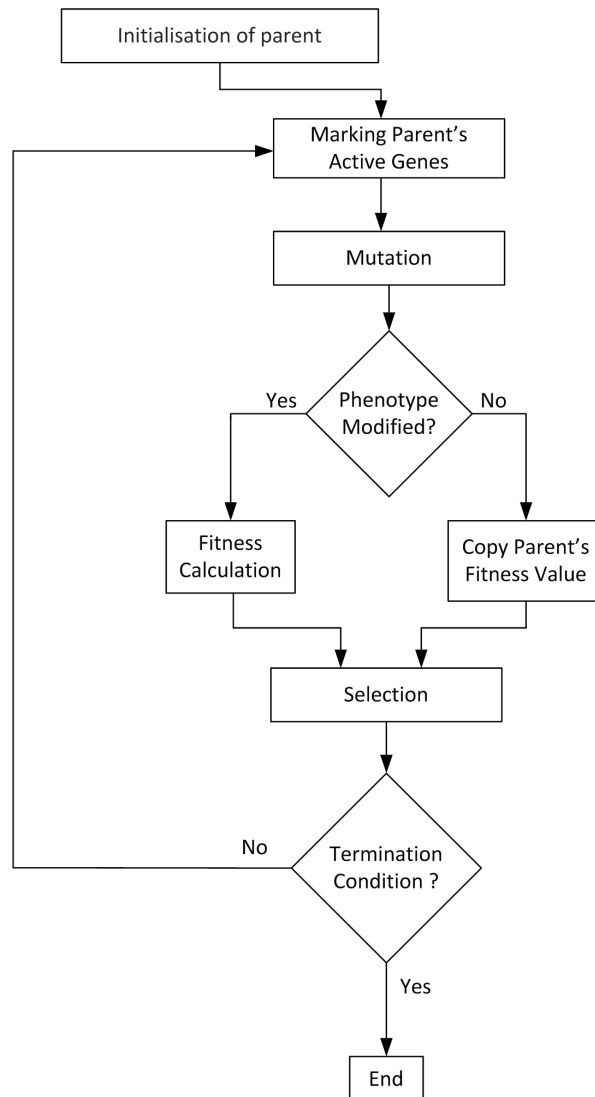 Initialisation of parent
Marking Parent's
Active Genes
Mutation
Phenotype
Modified?
Yes
No
Fitness
Calculation
Copy Parent's
Fitness Value
Selection
Termination
Condition ?
No
Yes
End